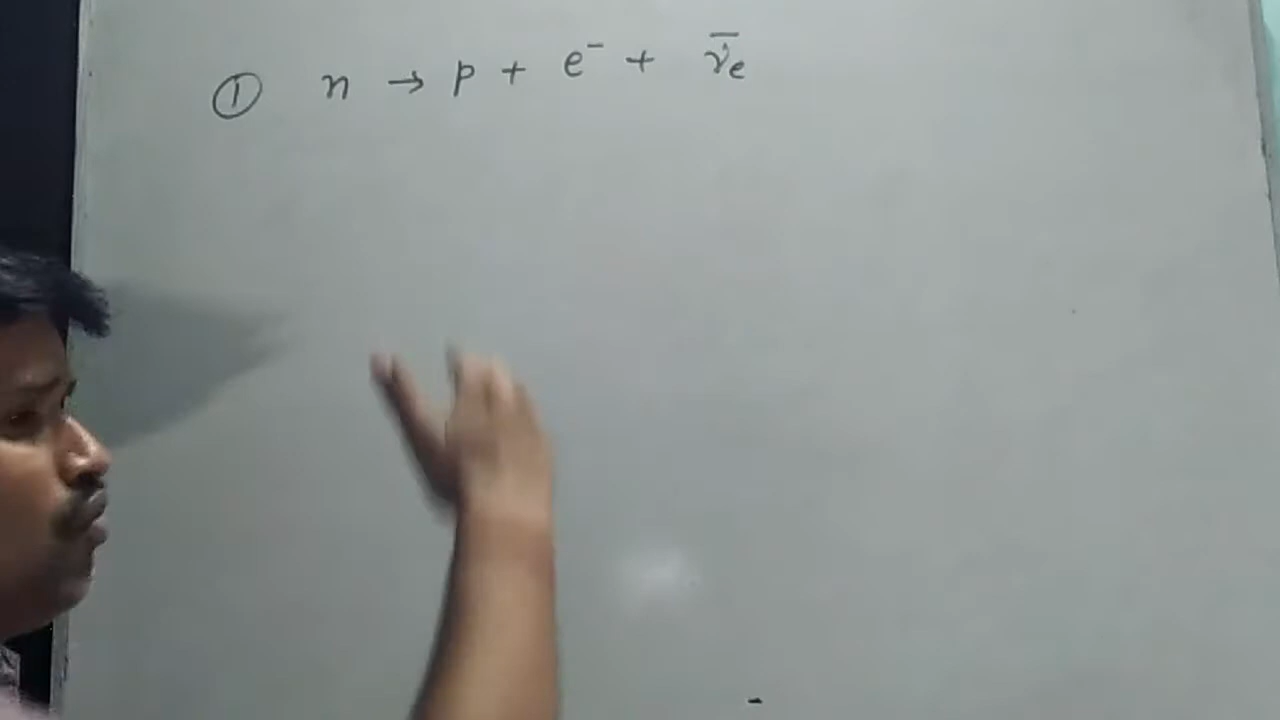 ① n → p + e⁻ + ν̄ₑ